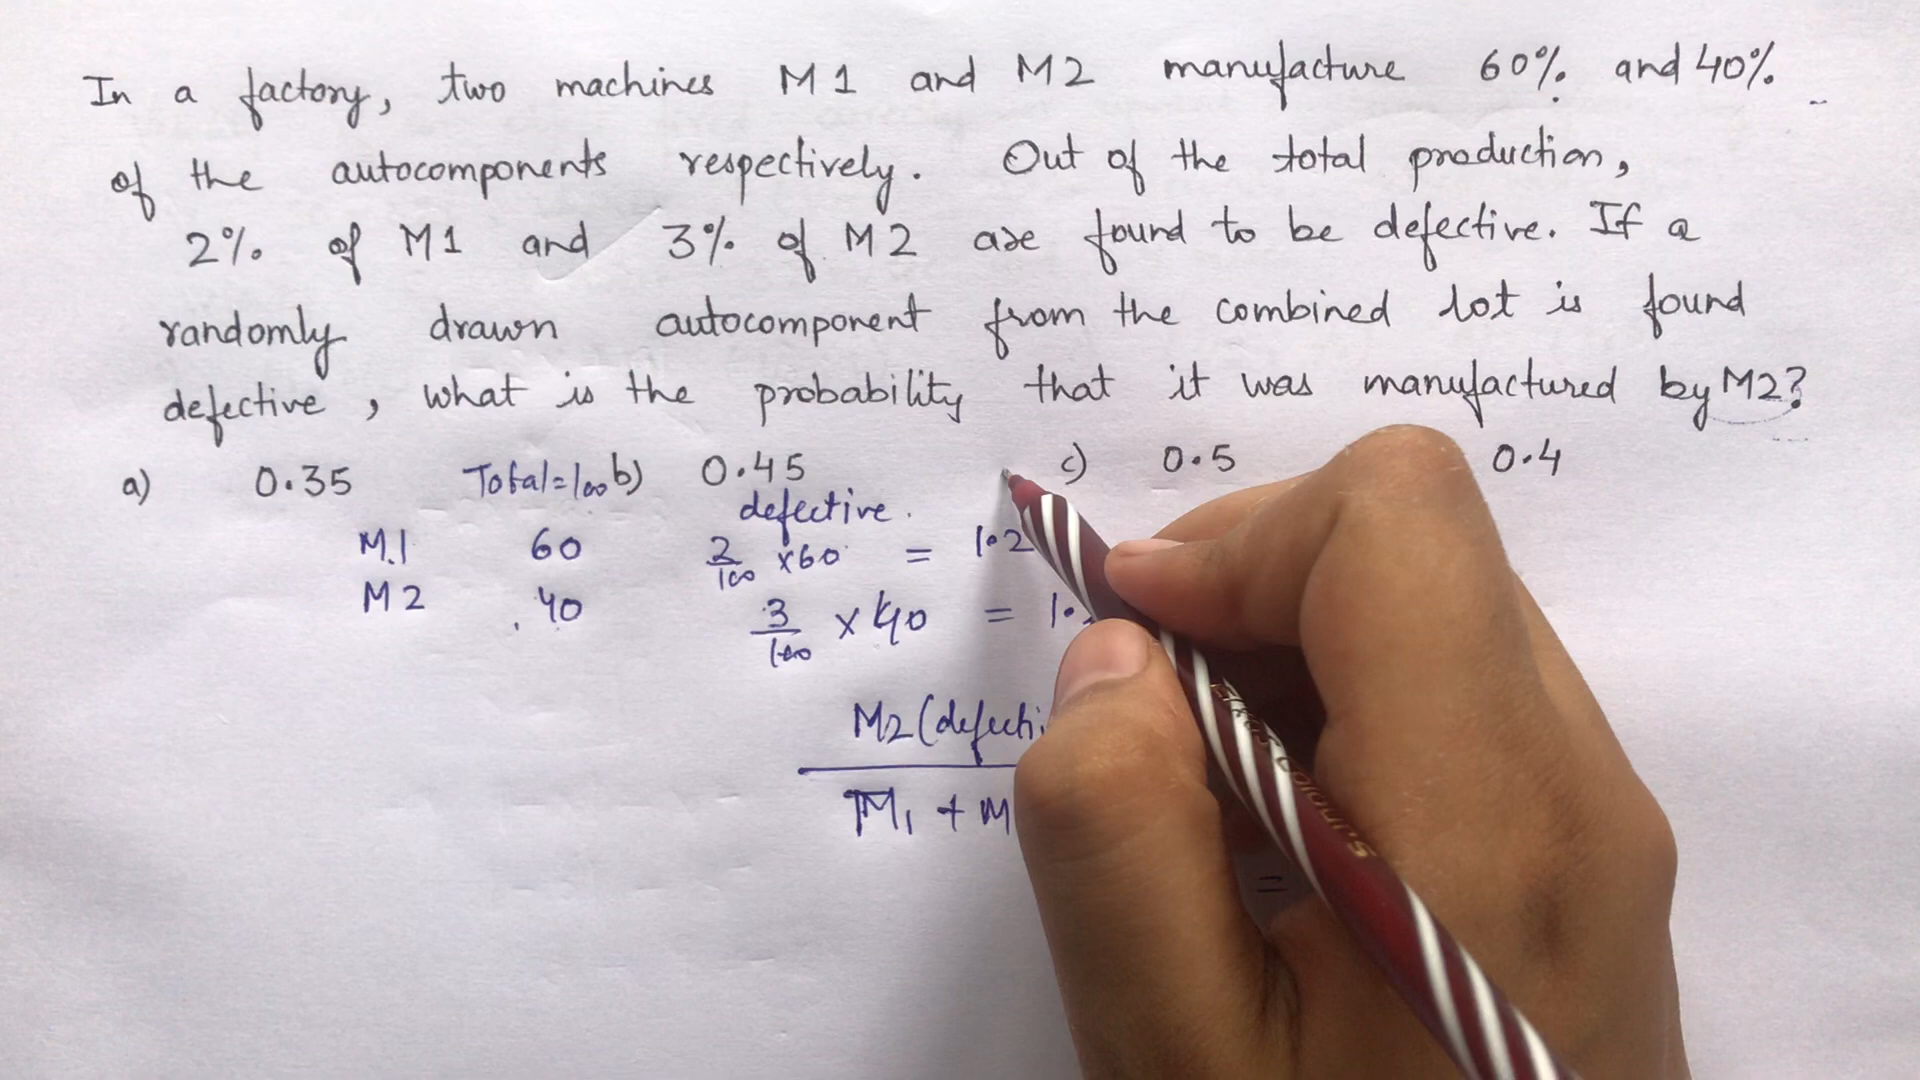 In a factory, two machines M1 and M2 manufacture 60% and 40%
of the autocomponents respectively. Out of the total production,
2% of M1 and 3% of M2 are found to be defective. If a
randomly drawn autocomponent from the combined lot is found
defective, what is the probability that it was manufactured by M2?
a) 0.35 b) 0.45 c) 0.5 0.4
Total=100
defective.
M1 60 2/100 x60 = 1.2
M2 40 3/100 x 40 = 1.
M2 (defecti
M1 + M
=